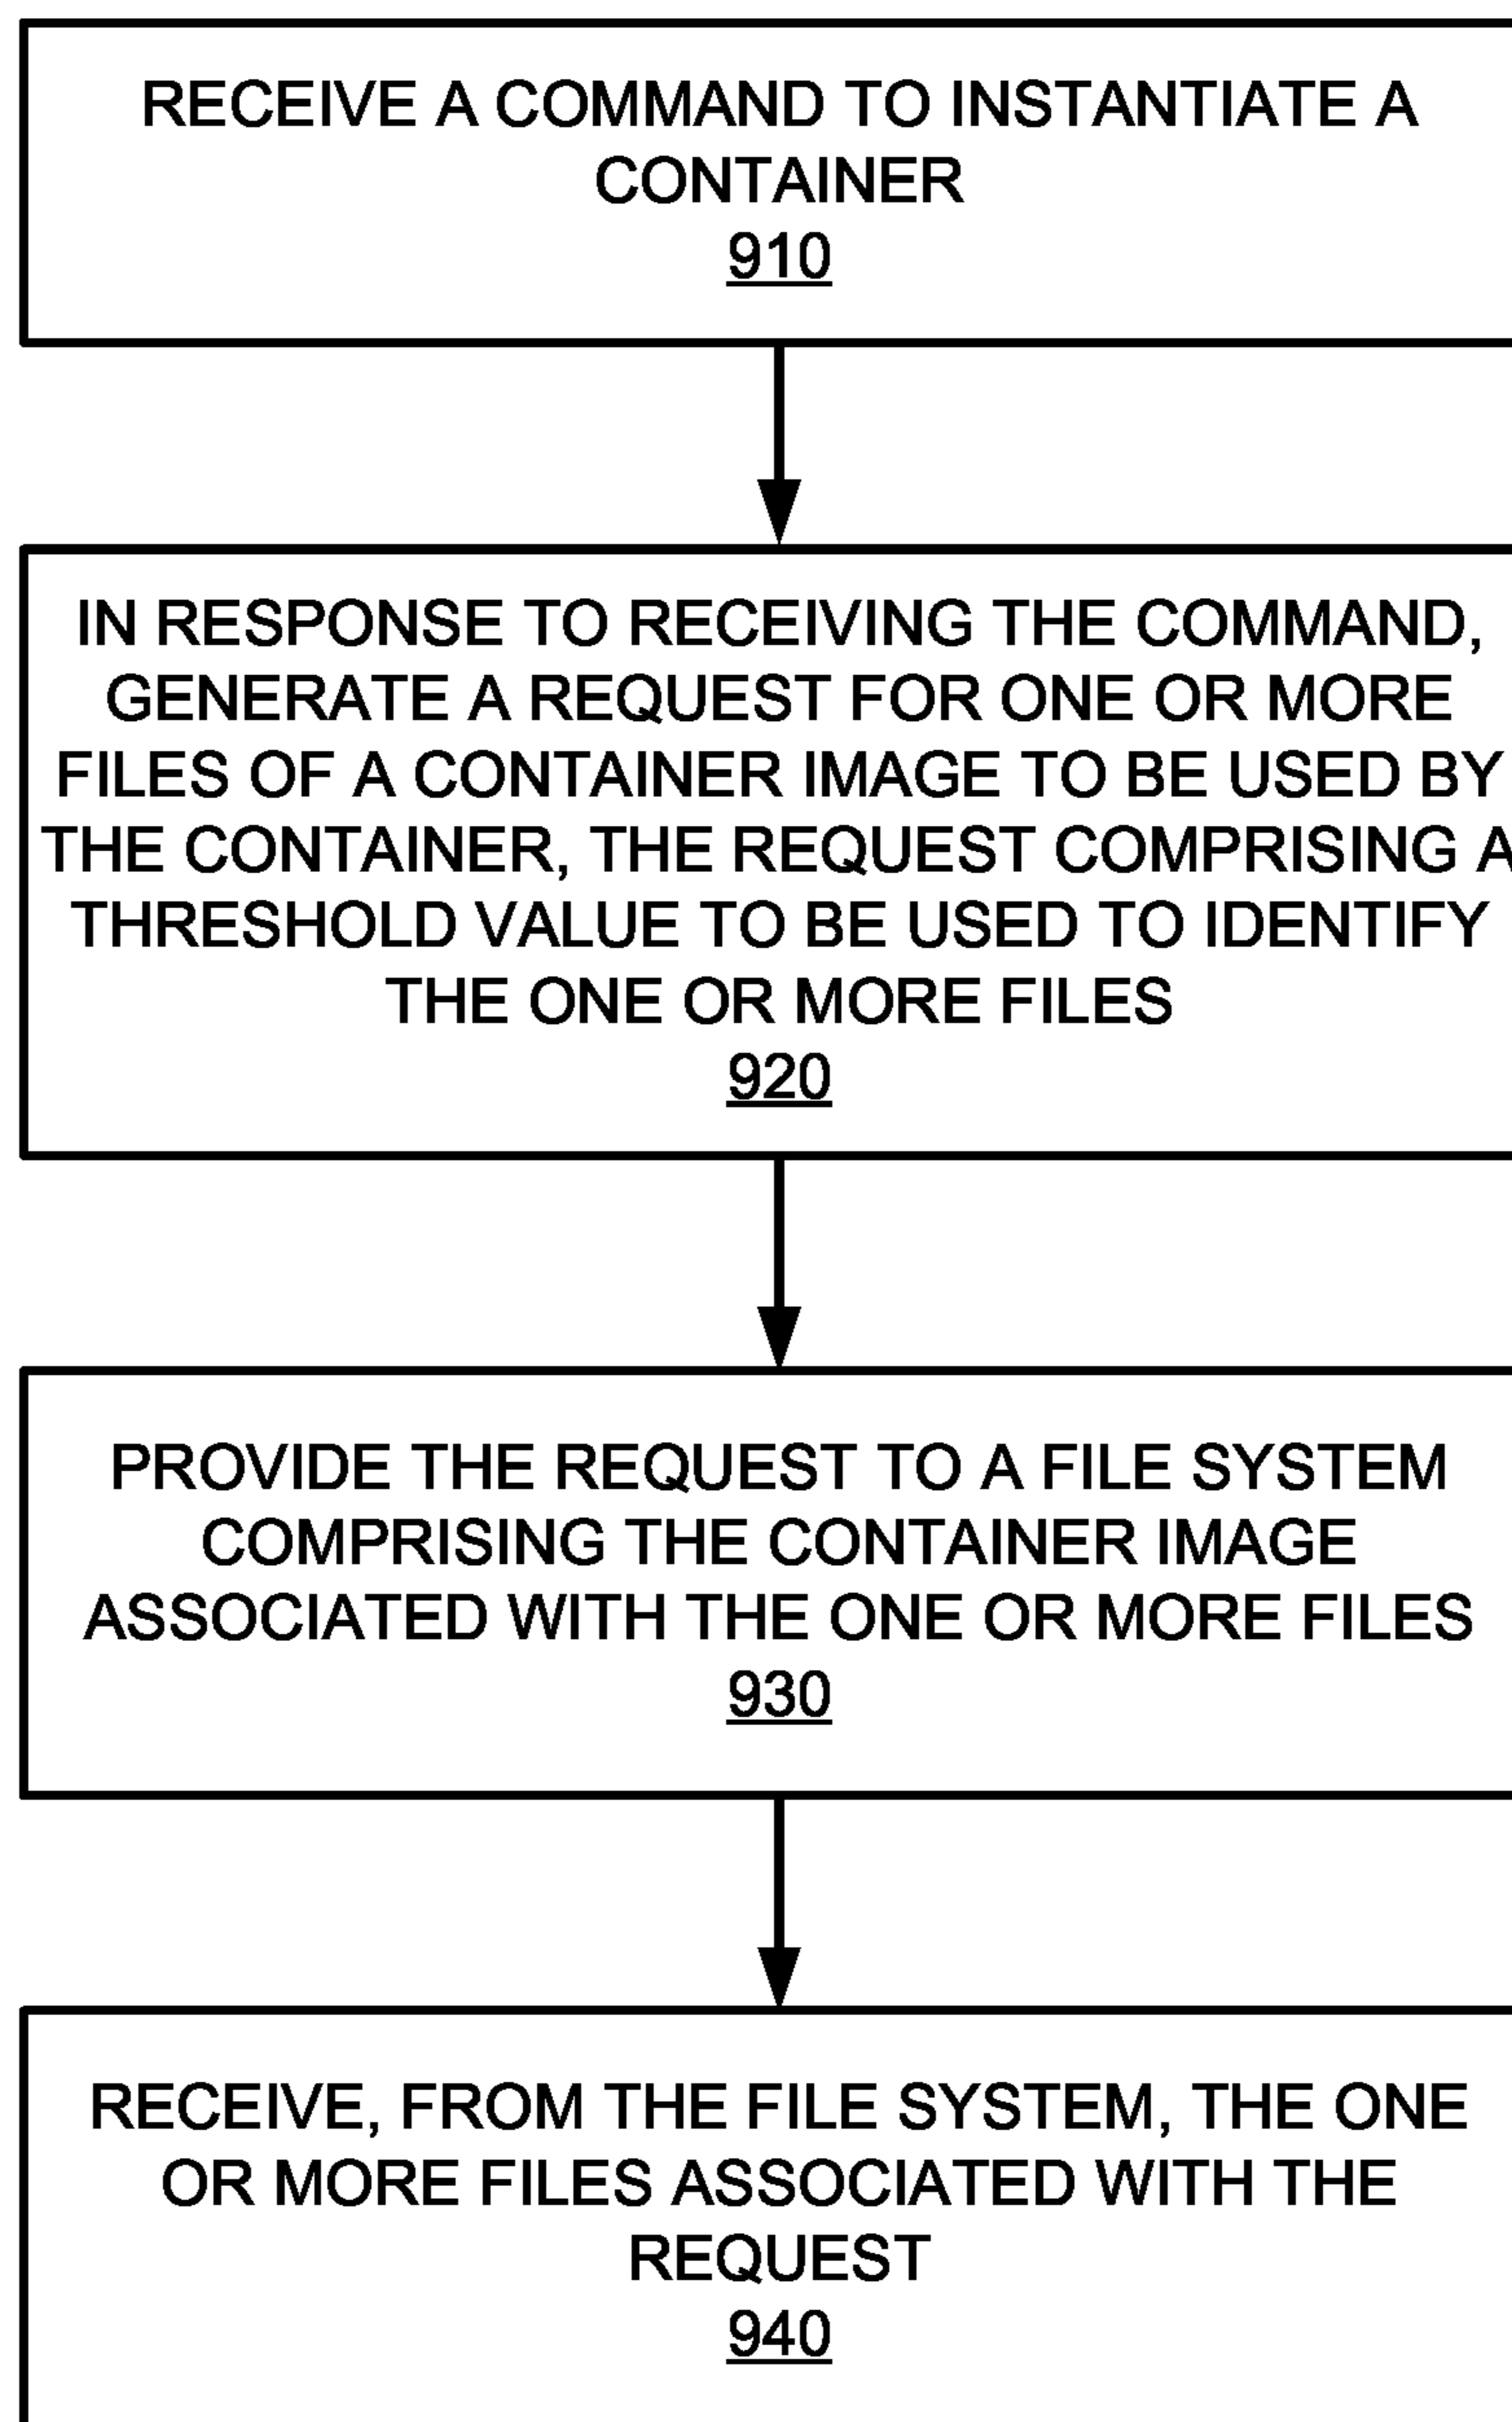 RECEIVE A COMMAND TO INSTANTIATE A
CONTAINER
910
IN RESPONSE TO RECEIVING THE COMMAND,
GENERATE A REQUEST FOR ONE OR MORE
FILES OF A CONTAINER IMAGE TO BE USED BY
THE CONTAINER, THE REQUEST COMPRISING A
THRESHOLD VALUE TO BE USED TO IDENTIFY
THE ONE OR MORE FILES
920
PROVIDE THE REQUEST TO A FILE SYSTEM
COMPRISING THE CONTAINER IMAGE
ASSOCIATED WITH THE ONE OR MORE FILES
930
RECEIVE, FROM THE FILE SYSTEM, THE ONE
OR MORE FILES ASSOCIATED WITH THE
REQUEST
940